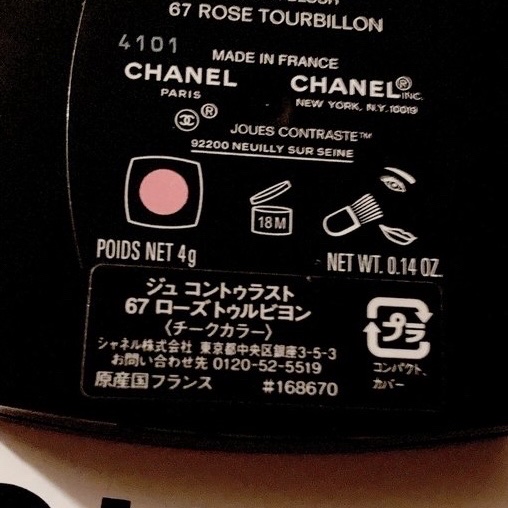 67 ROSE TOURBILLON
4101
MADE IN FRANCE
CHANEL
PARIS
CHANEL®INC.
NEW YORK, N.Y. 10019
®
JOUES CONTRASTE™
92200 NEUILLY SUR SEINE
18M
POIDS NET 4g
NET WT. 0.14 OZ.
ジュ コントゥラスト
67 ローズトゥルビヨン
〈チークカラー〉
シャネル株式会社 東京都中央区銀座3-5-3
お問い合わせ先 0120-52-5519
原産国フランス #168670
プラ
コンパクト、
カバー